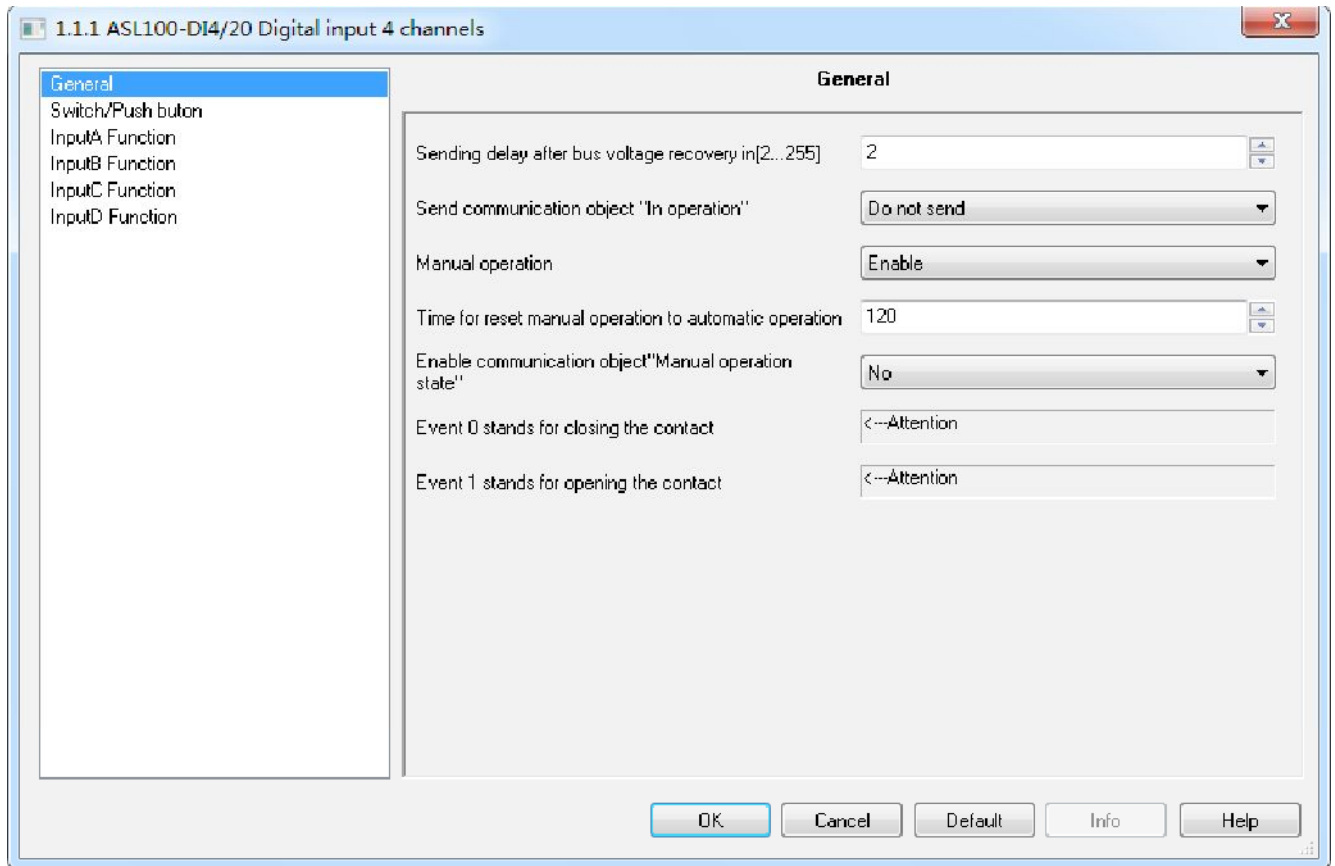 1.1.1 ASL100-DI4/20 Digital input 4 channels
General
Switch/Push buton
InputA Function
InputB Function
InputC Function
InputD Function
General
Sending delay after bus voltage recovery in[2...255]
2
Send communication object "In operation"
Do not send
Manual operation
Enable
Time for reset manual operation to automatic operation
120
Enable communication object"Manual operation
state"
No
Event 0 stands for closing the contact
<---Attention
Event 1 stands for opening the contact
<---Attention
OK
Cancel
Default
Info
Help